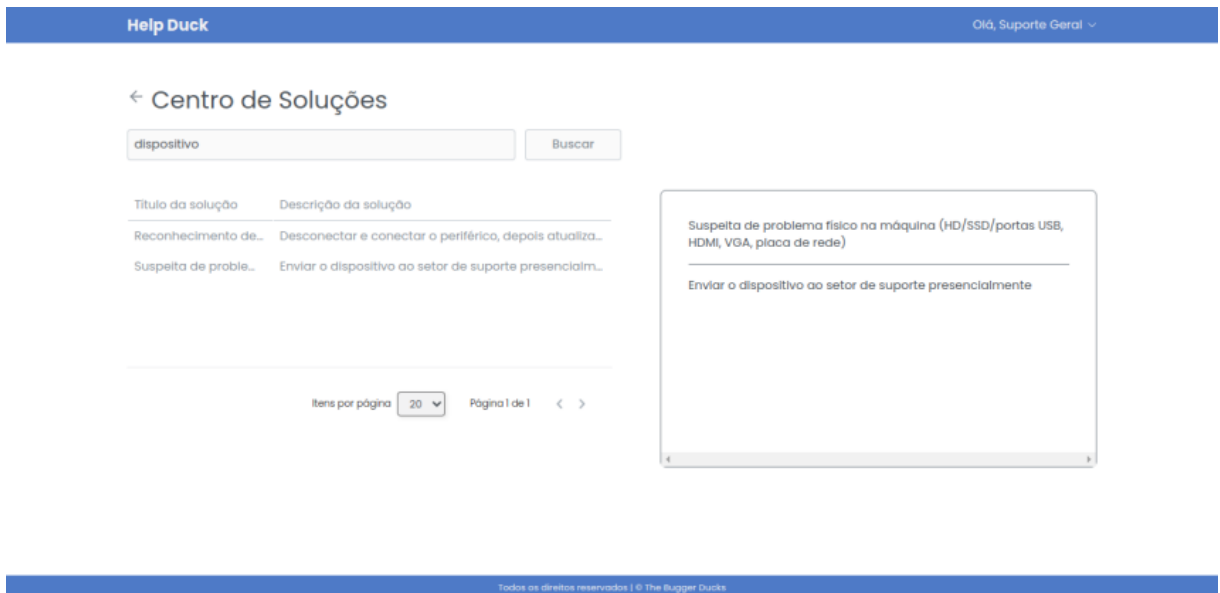 Help Duck
Olá, Suporte Geral
Centro de Soluções
dispositivo
Buscar
Título da solução Descrição da solução
Reconhecimento de... Desconectar e conectar o periférico, depois atualiza...
Suspeita de proble... Enviar o dispositivo ao setor de suporte presencialm...
Itens por página 20 Página 1 de 1
Suspeita de problema físico na máquina (HD/SSD/portas USB,
HDMI, VGA, placa de rede)
Enviar o dispositivo ao setor de suporte presencialmente
Todos os direitos reservados | © The Bugger Ducks